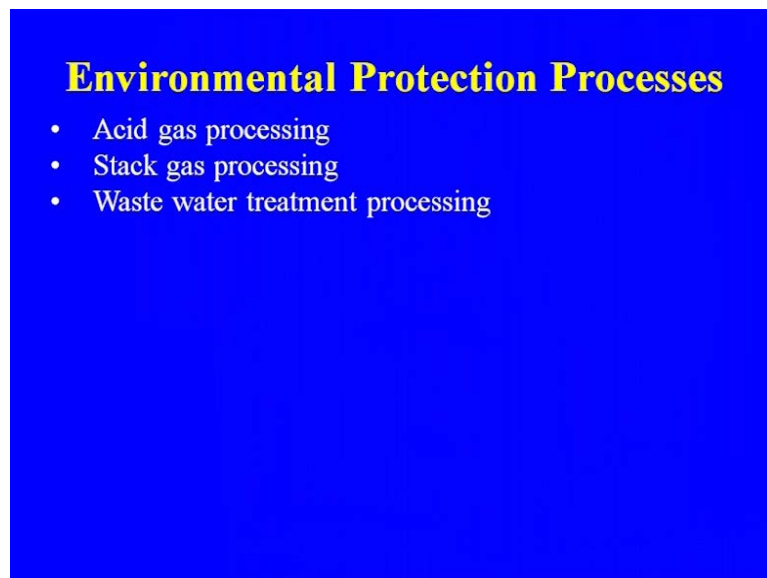 Environmental Protection Processes
• Acid gas processing
• Stack gas processing
• Waste water treatment processing